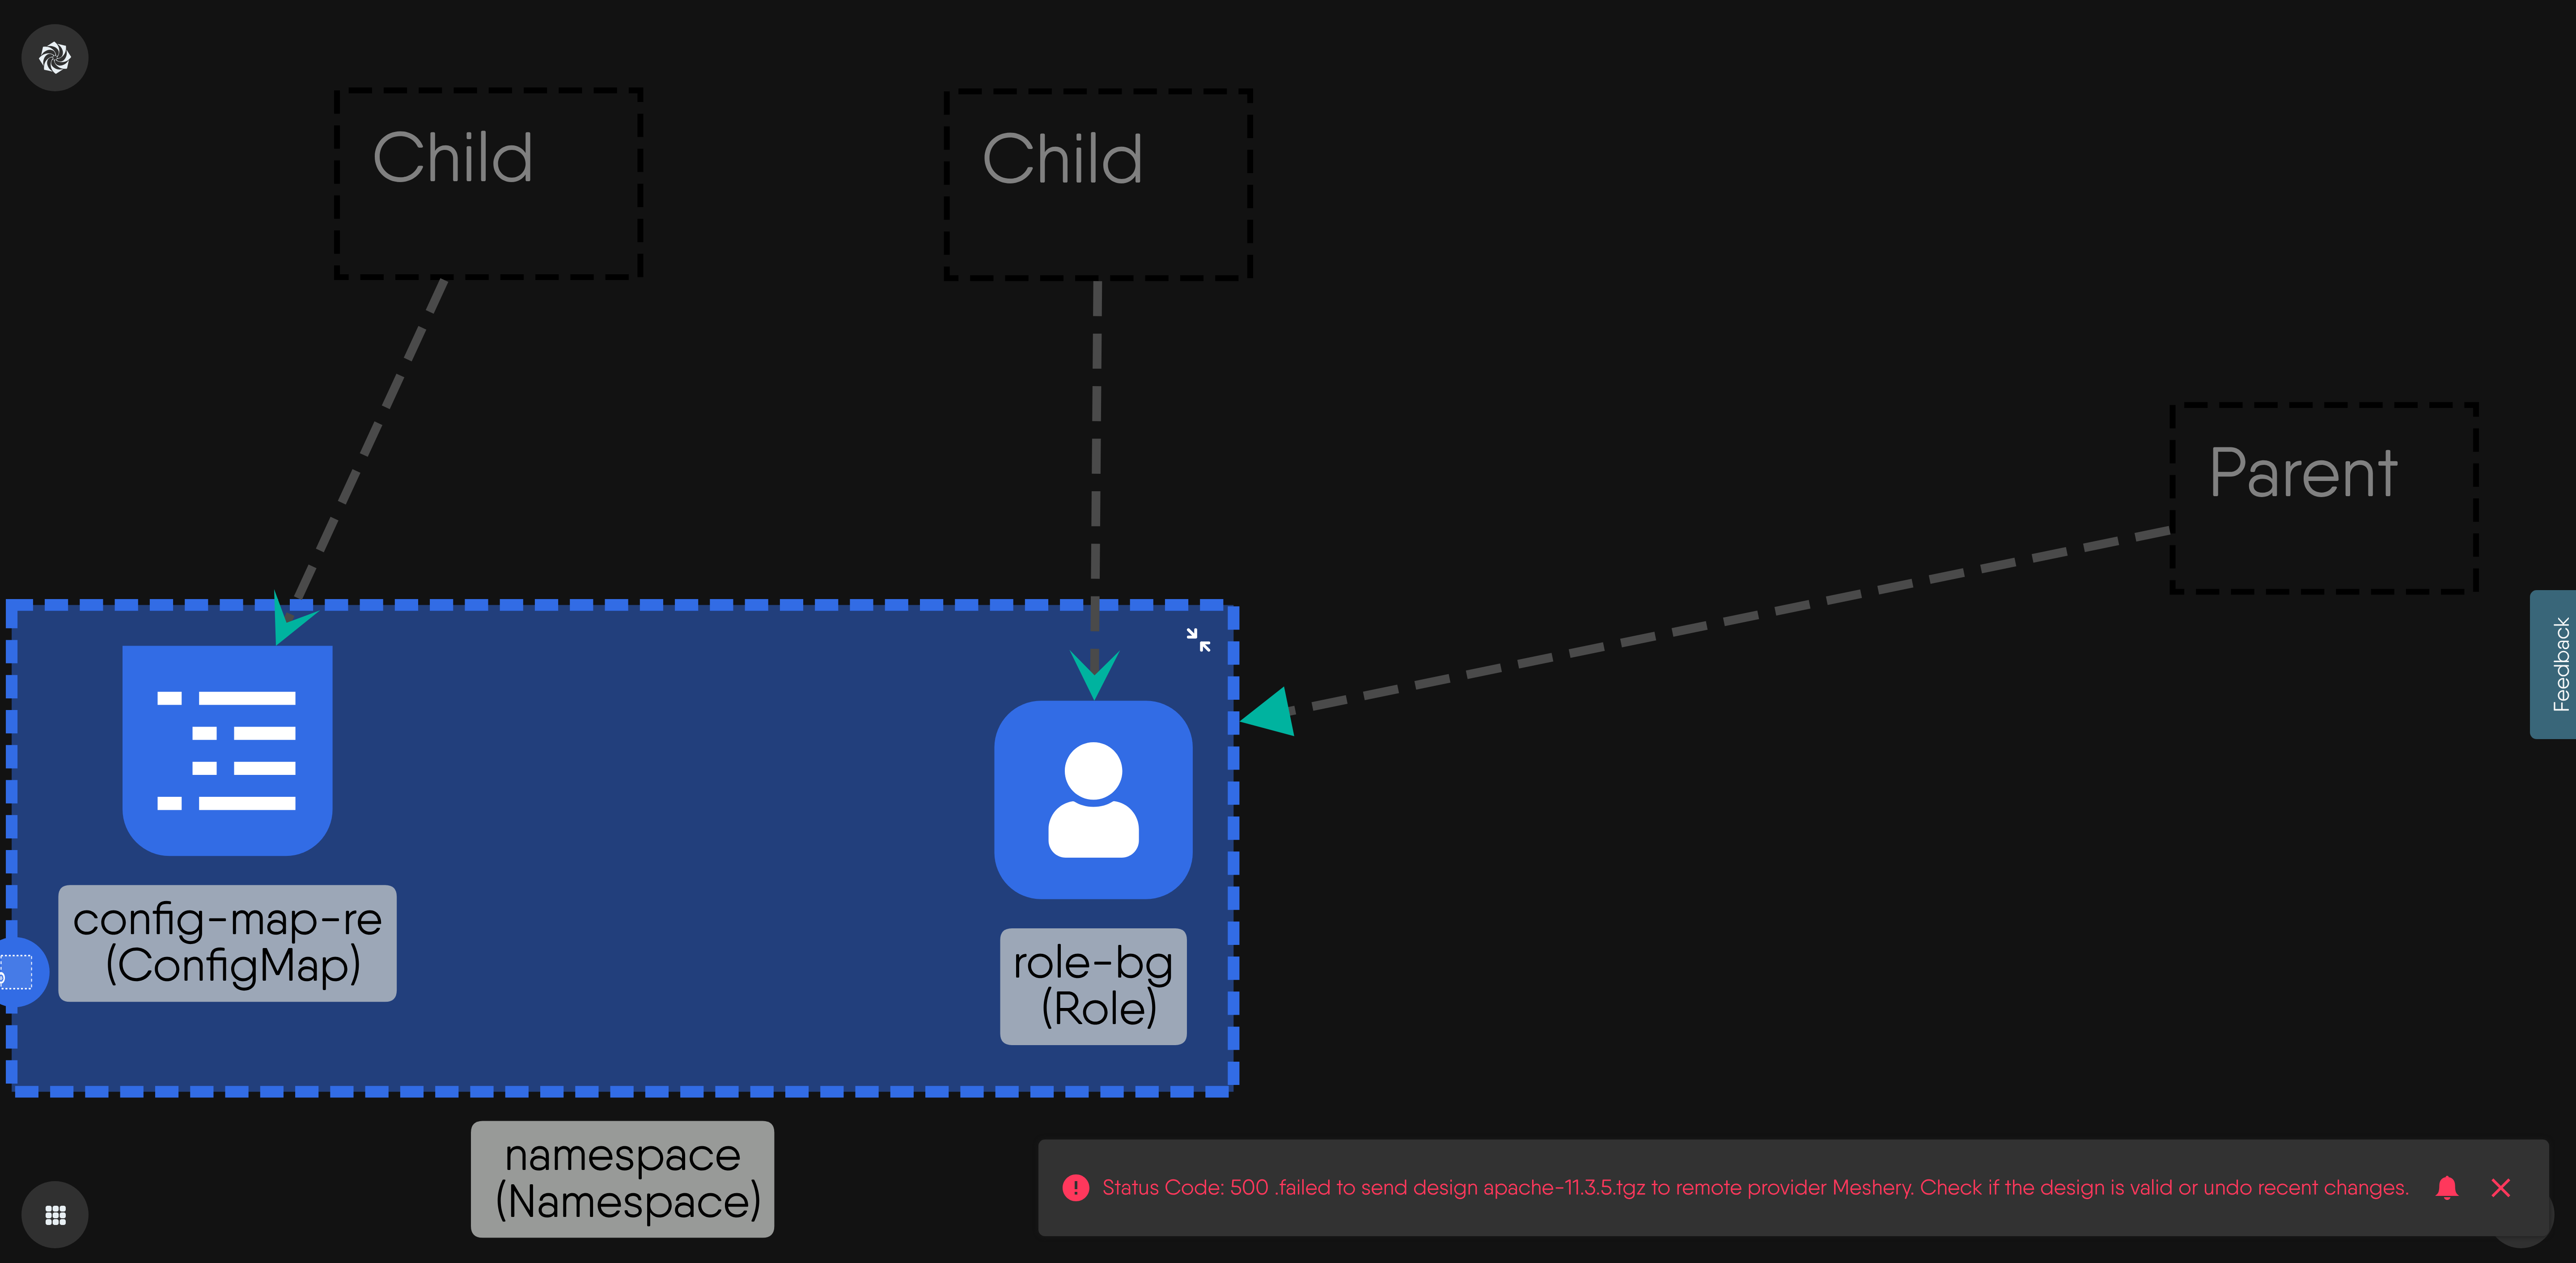 Child
Child
Parent
Feedback
config-map-re
(ConfigMap)
role-bg
(Role)
namespace
(Namespace)
Status Code: 500 .failed to send design apache-11.3.5.tgz to remote provider Meshery. Check if the design is valid or undo recent changes.